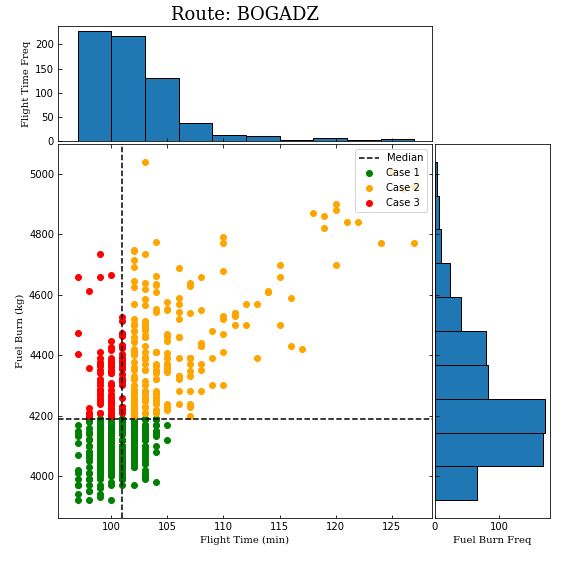 Route: BOGADZ
Flight Time Freq
200
150
100
50
0
Median
Case 1
Case 2
Case 3
Fuel Burn (kg)
5000
4800
4600
4400
4200
4000
100 105 110 115 120 125
Flight Time (min)
0 100
Fuel Burn Freq